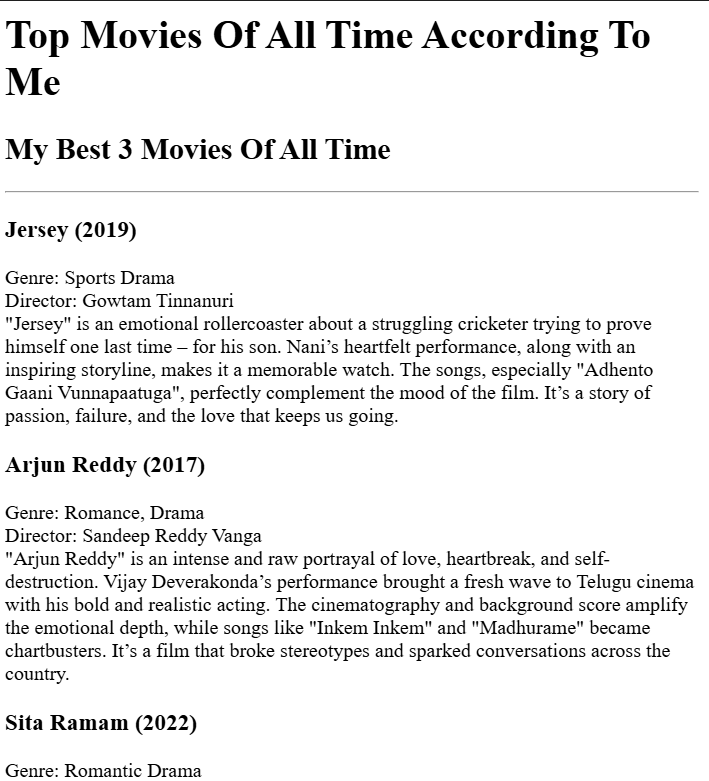 Top Movies Of All Time According To
Me
My Best 3 Movies Of All Time
Jersey (2019)
Genre: Sports Drama
Director: Gowtam Tinnanuri
"Jersey" is an emotional rollercoaster about a struggling cricketer trying to prove
himself one last time – for his son. Nani’s heartfelt performance, along with an
inspiring storyline, makes it a memorable watch. The songs, especially "Adhento
Gaani Vunnapaatuga", perfectly complement the mood of the film. It’s a story of
passion, failure, and the love that keeps us going.
Arjun Reddy (2017)
Genre: Romance, Drama
Director: Sandeep Reddy Vanga
"Arjun Reddy" is an intense and raw portrayal of love, heartbreak, and self-
destruction. Vijay Deverakonda’s performance brought a fresh wave to Telugu cinema
with his bold and realistic acting. The cinematography and background score amplify
the emotional depth, while songs like "Inkem Inkem" and "Madhurame" became
chartbusters. It’s a film that broke stereotypes and sparked conversations across the
country.
Sita Ramam (2022)
Genre: Romantic Drama